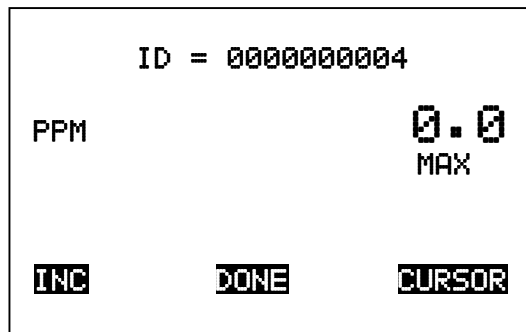 ID = 0000000004
PPM 0.0
MAX
INC DONE CURSOR